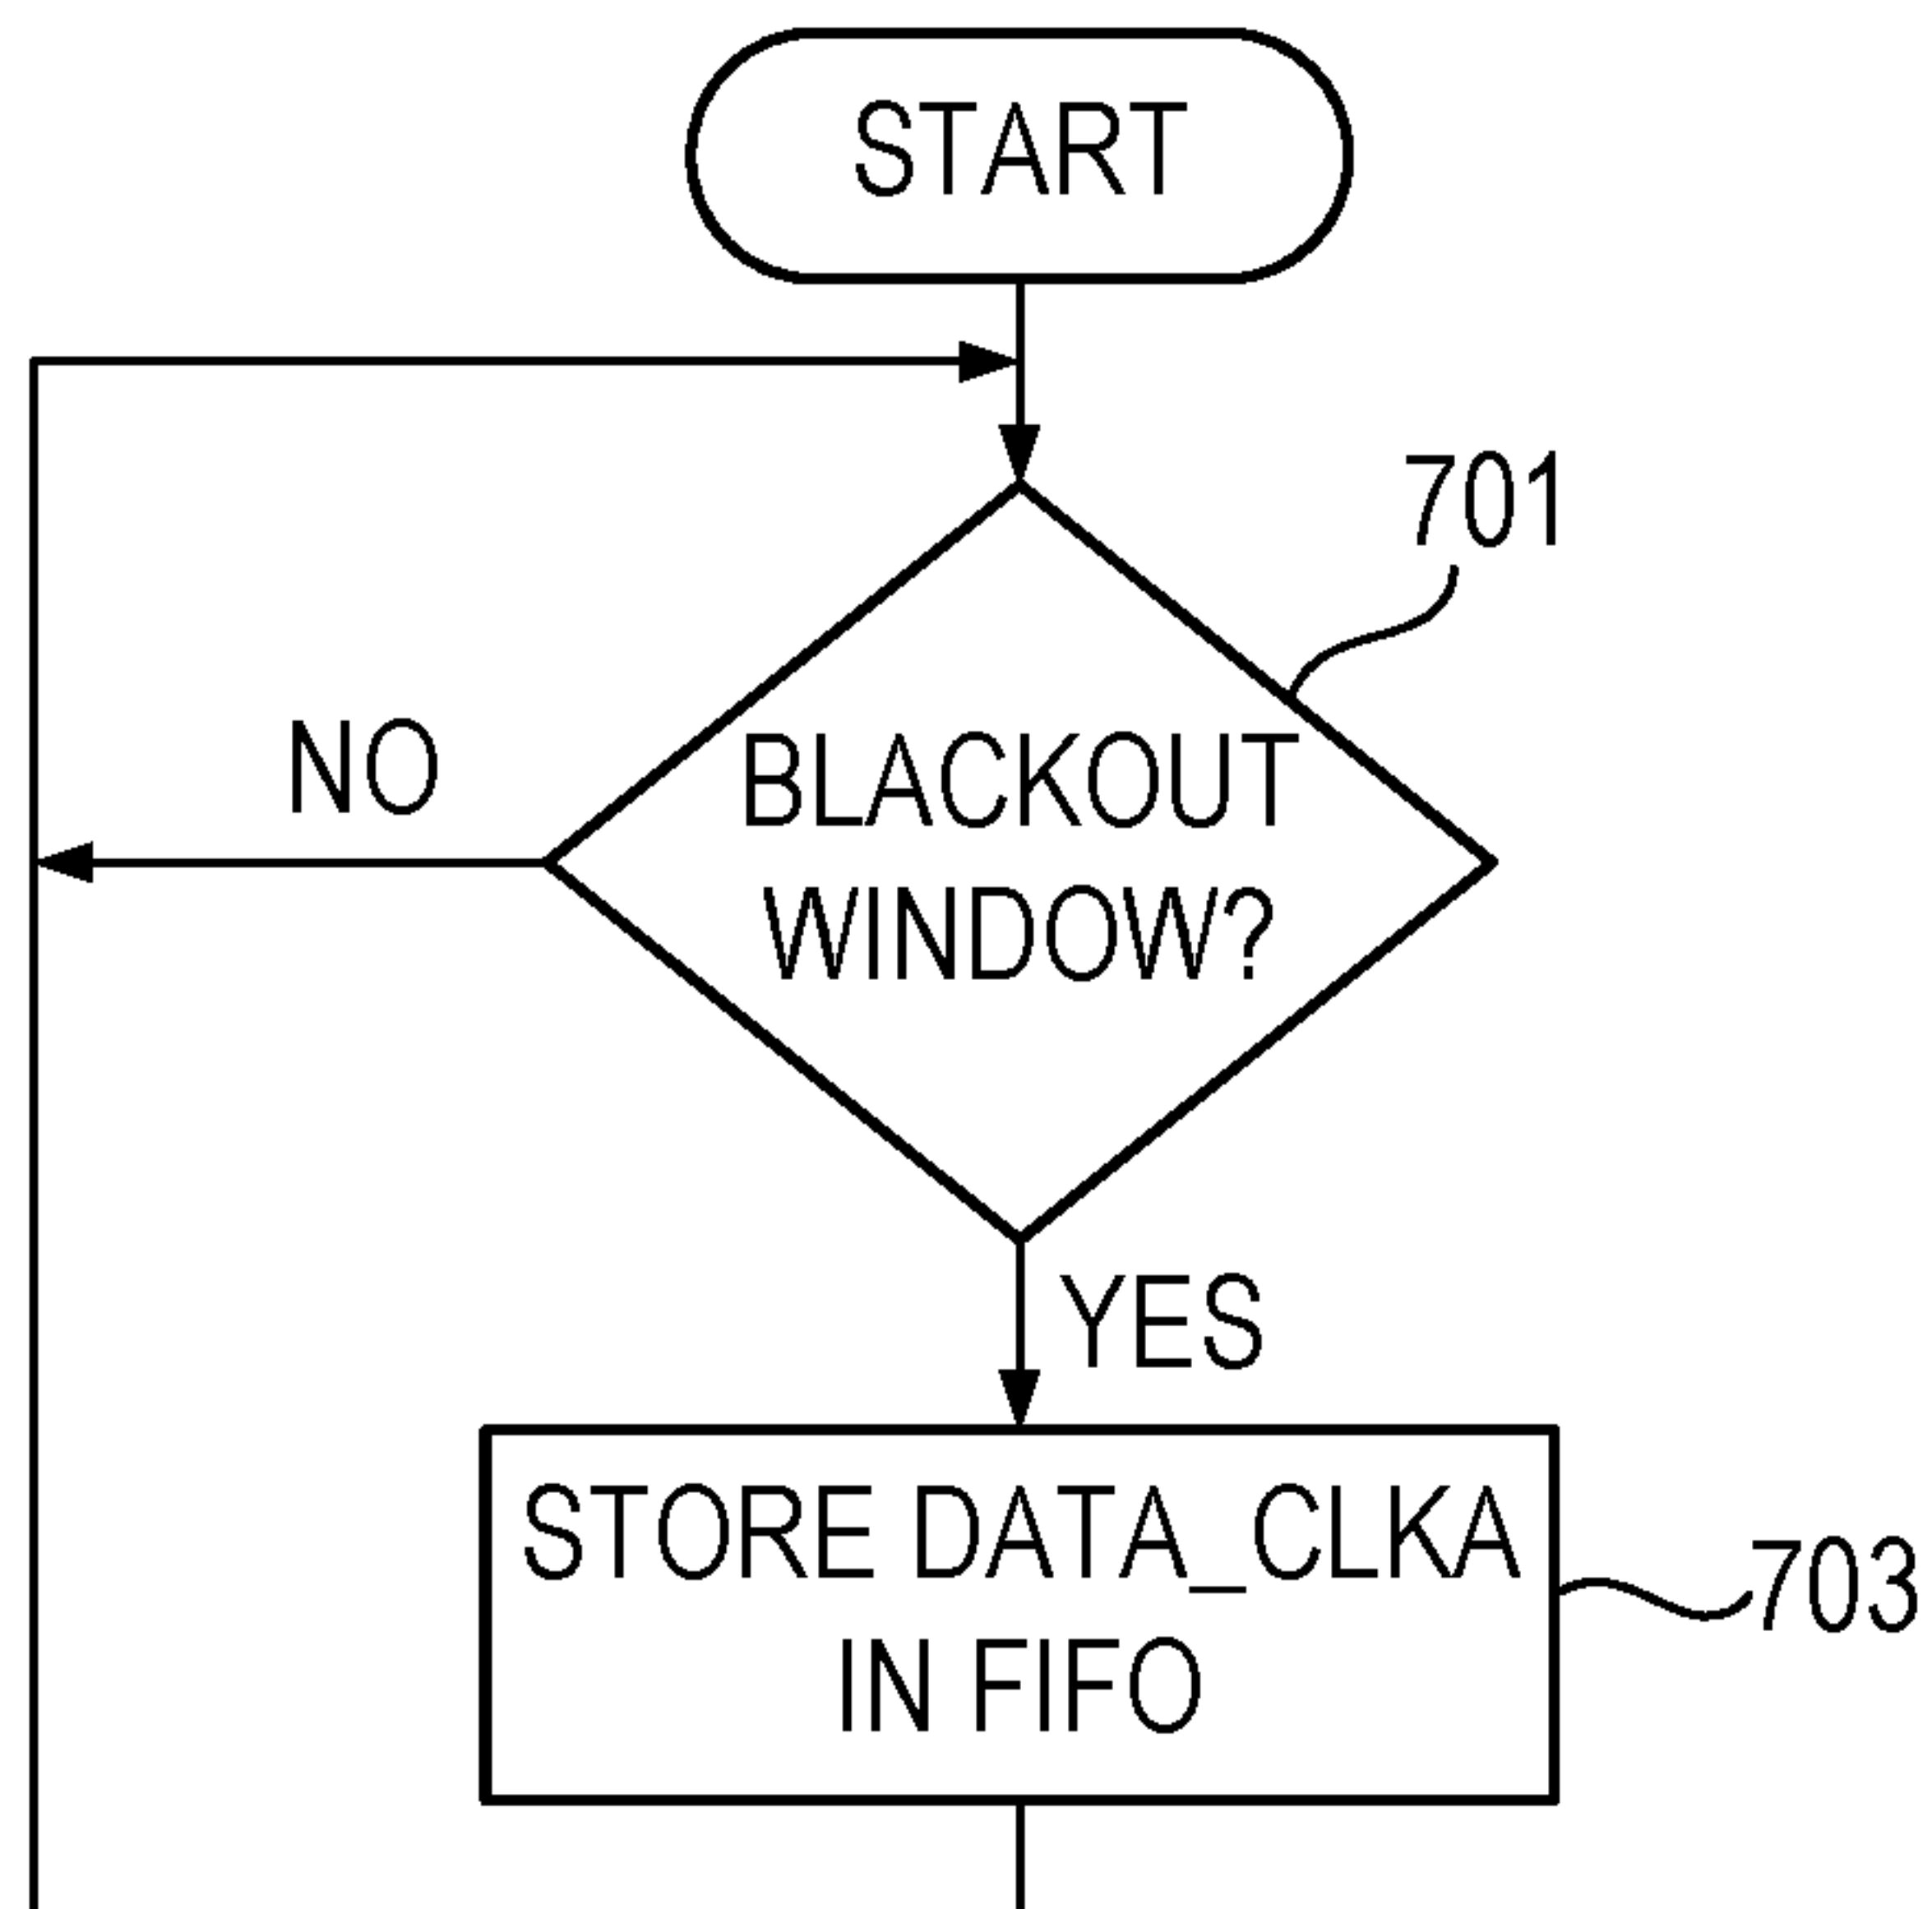 START
701
NO
BLACKOUT
WINDOW?
YES
STORE DATA_CLKA
IN FIFO
703